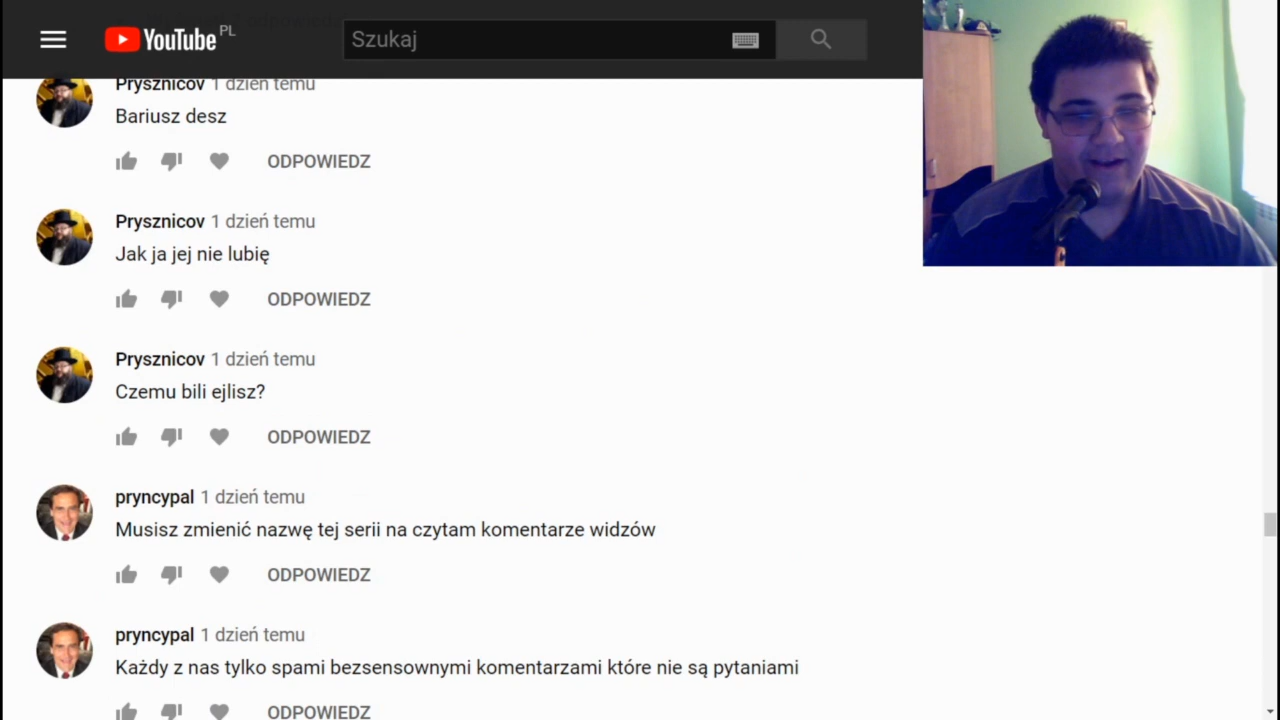 YouTube PL
Szukaj
Prysznicov 1 dzień temu
Bariusz desz
ODPOWIEDZ
Prysznicov 1 dzień temu
Jak ja jej nie lubię
ODPOWIEDZ
Prysznicov 1 dzień temu
Czemu bili ejlisz?
ODPOWIEDZ
pryncypal 1 dzień temu
Musisz zmienić nazwę tej serii na czytam komentarze widzów
ODPOWIEDZ
pryncypal 1 dzień temu
Każdy z nas tylko spami bezsensownymi komentarzami które nie są pytaniami
ODPOWIEDZ